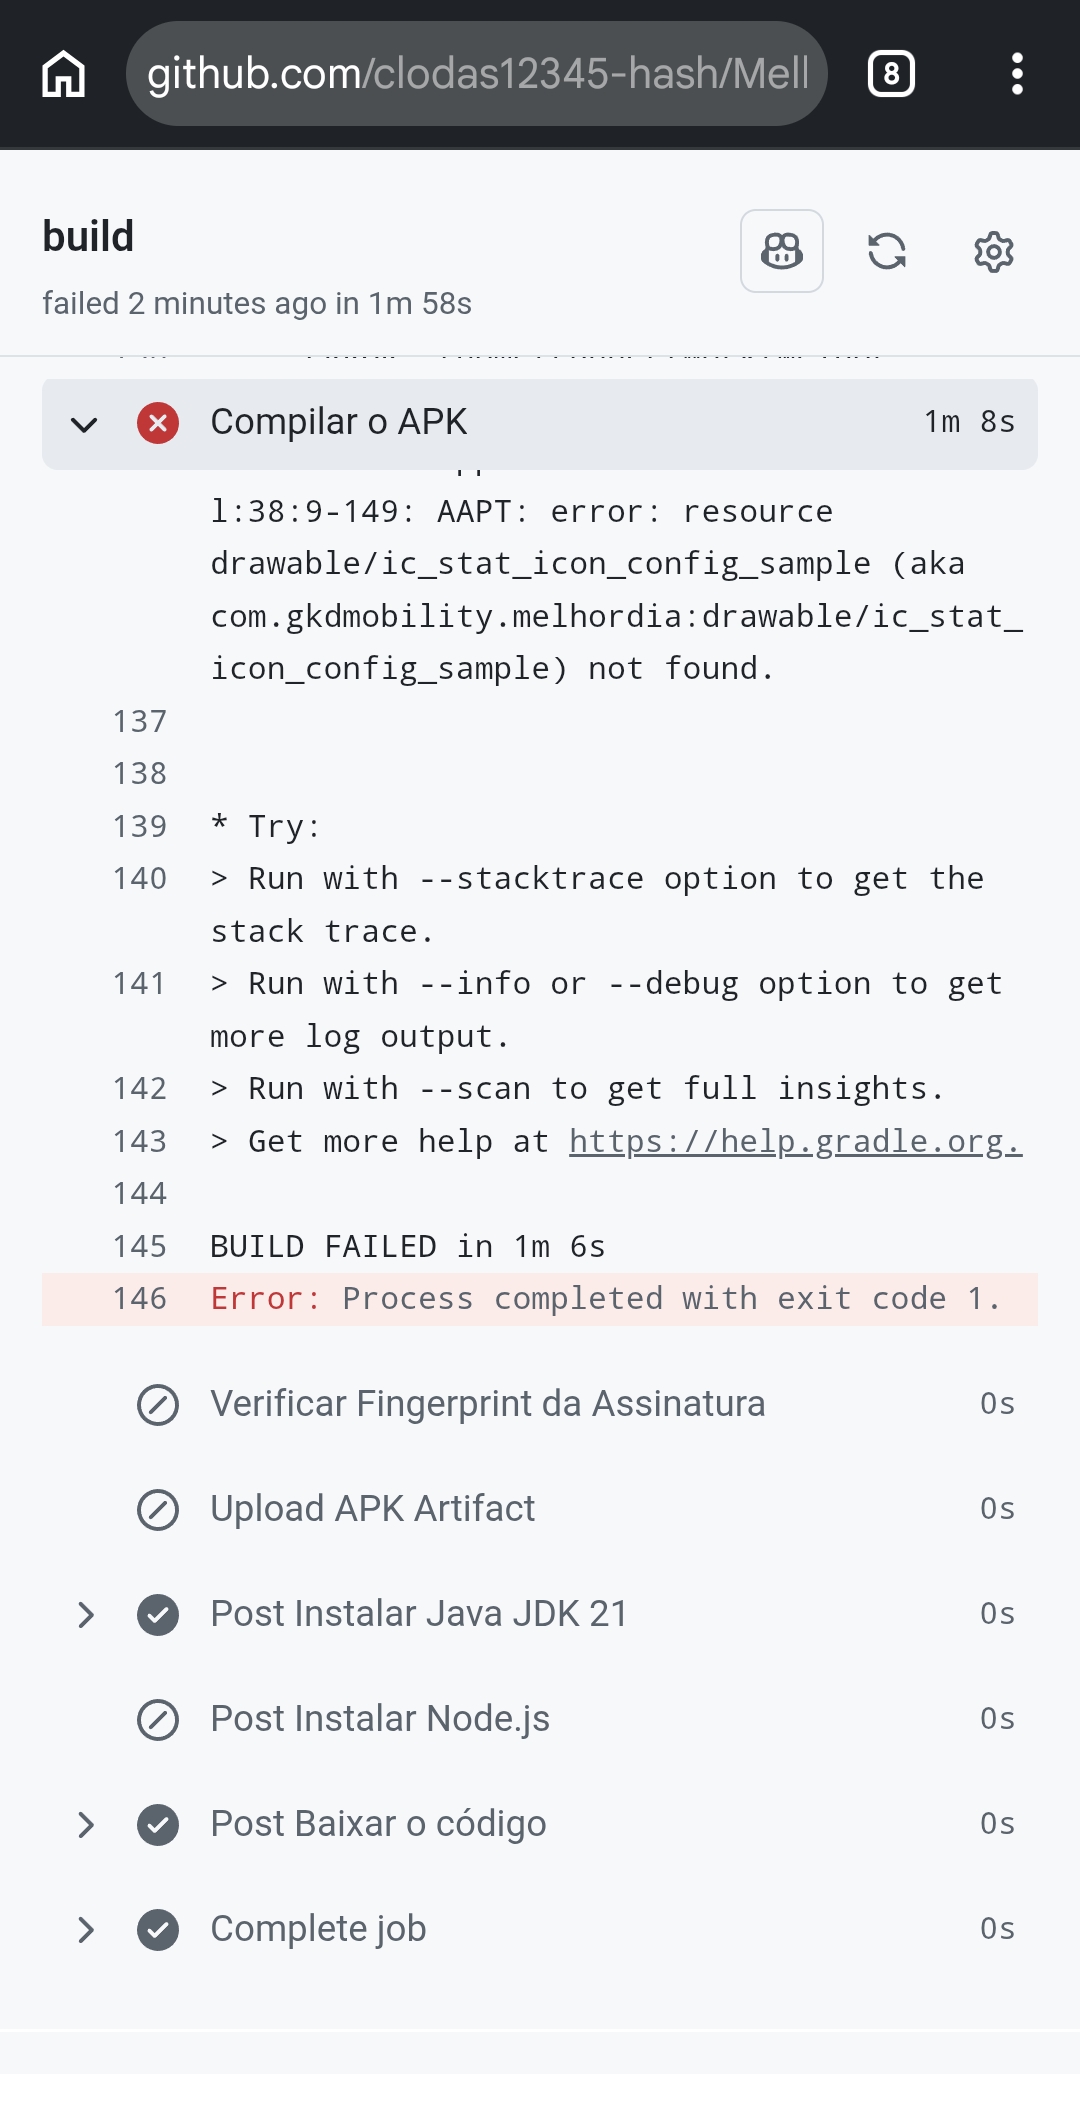 github.com/clodas12345-hash/Mell
8
build
failed 2 minutes ago in 1m 58s
Compilar o APK 1m 8s
l:38:9-149: AAPT: error: resource
drawable/ic_stat_icon_config_sample (aka
com.gkdmobility.melhordia:drawable/ic_stat_
icon_config_sample) not found.
137
138
139 * Try:
140 > Run with --stacktrace option to get the
stack trace.
141 > Run with --info or --debug option to get
more log output.
142 > Run with --scan to get full insights.
143 > Get more help at https://help.gradle.org.
144
145 BUILD FAILED in 1m 6s
146 Error: Process completed with exit code 1.
Verificar Fingerprint da Assinatura 0s
Upload APK Artifact 0s
Post Instalar Java JDK 21 0s
Post Instalar Node.js 0s
Post Baixar o código 0s
Complete job 0s